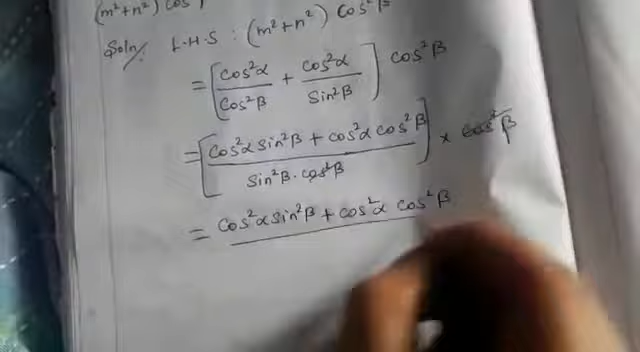 (m²+n²) cos
Soln. L.H.S : (m²+n²) Cos²β
= [Cos²α / Cos²β + Cos²α / Sin²β] cos²β
= [Cos²α sin²β + cos²α cos²β / Sin²β · cos²β] × cos²β
= Cos²α sin²β + cos²α cos²β